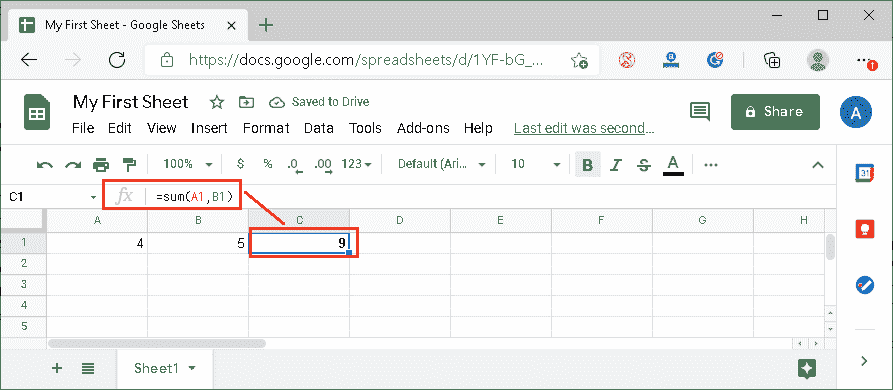 My First Sheet - Google Sheets
https://docs.google.com/spreadsheets/d/1YF-bG_...
My First Sheet Saved to Drive
File Edit View Insert Format Data Tools Add-ons Help Last edit was second...
Share
A
100% $ % .0 .00 123 Default (Ari... 10 B I S A
31
C1 fx =sum(A1,B1)
A B C D E F G H
1 4 5 9
2
3
4
5
Sheet1